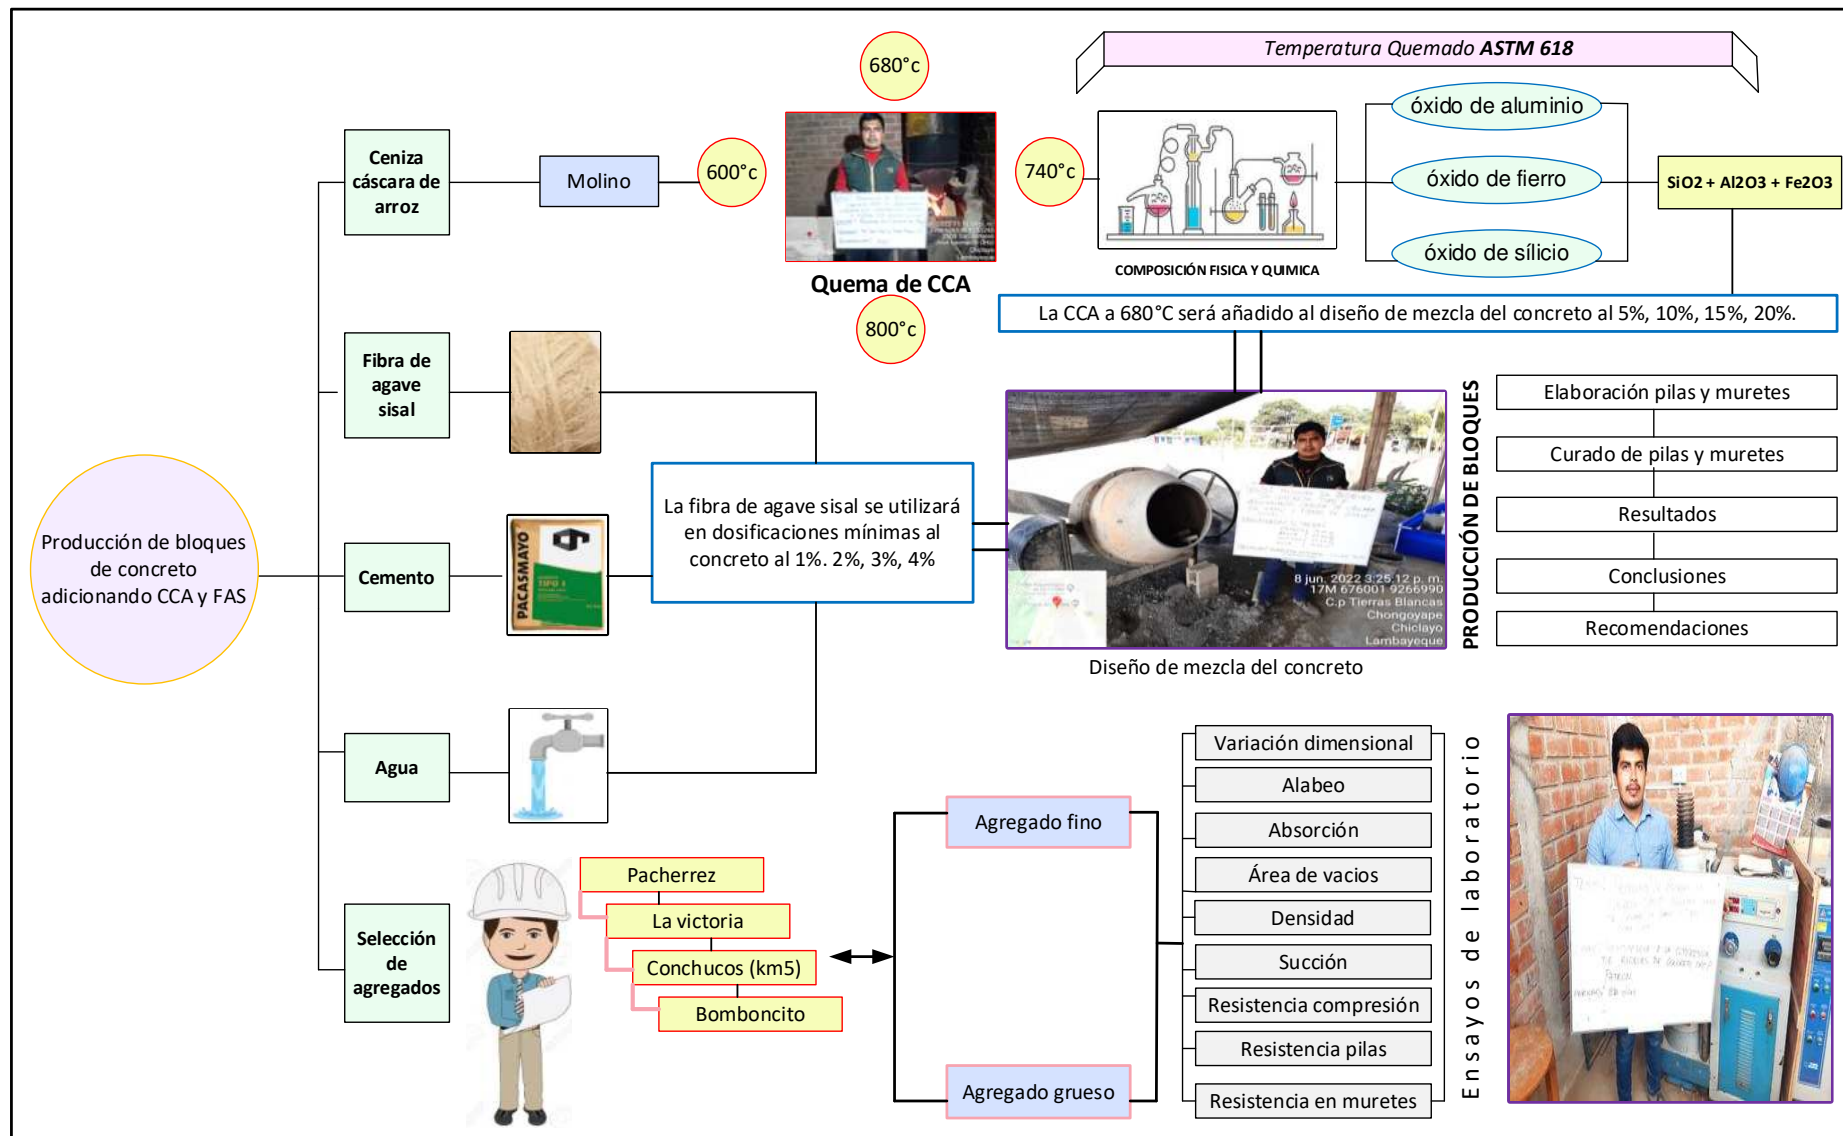 Temperatura Quemado ASTM 618
680°c
óxido de aluminio
Ceniza
cáscara de
arroz
Molino
600°c
740°c
óxido de fierro
SiO2 + Al2O3 + Fe2O3
óxido de sílicio
Chiclayo
Lambayeque
COMPOSICIÓN FISICA Y QUIMICA
Quema de CCA
800°c
La CCA a 680°C será añadido al diseño de mezcla del concreto al 5%, 10%, 15%, 20%.
Fibra de
agave
sisal
La fibra de agave sisal se utilizará
en dosificaciones mínimas al
concreto al 1%. 2%, 3%, 4%
Producción de bloques
de concreto
adicionando CCA y FAS
Cemento
PACASMAYO
TIPO I
8 jun. 2022 3:25:12 p. m.
17M 676001 9266990
C.p Tierras Blancas
Chongoyape
Chiclayo
Lambayeque
Diseño de mezcla del concreto
PRODUCCIÓN DE BLOQUES
Elaboración pilas y muretes
Curado de pilas y muretes
Resultados
Conclusiones
Recomendaciones
Agua
Selección
de
agregados
Pacherrez
La victoria
Conchucos (km5)
Bomboncito
Agregado fino
Agregado grueso
Variación dimensional
Alabeo
Absorción
Área de vacios
Densidad
Succión
Resistencia compresión
Resistencia pilas
Resistencia en muretes
Ensayos de laboratorio